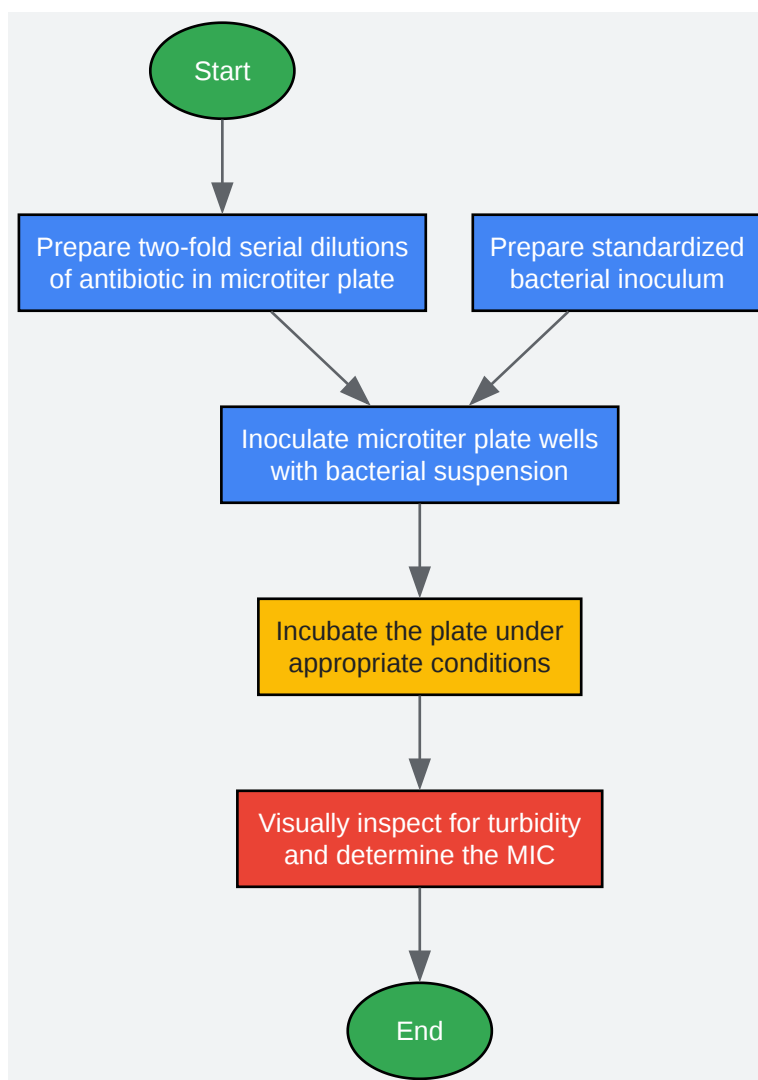 Start
Prepare two-fold serial dilutions
of antibiotic in microtiter plate
Prepare standardized
bacterial inoculum
Inoculate microtiter plate wells
with bacterial suspension
Incubate the plate under
appropriate conditions
Visually inspect for turbidity
and determine the MIC
End